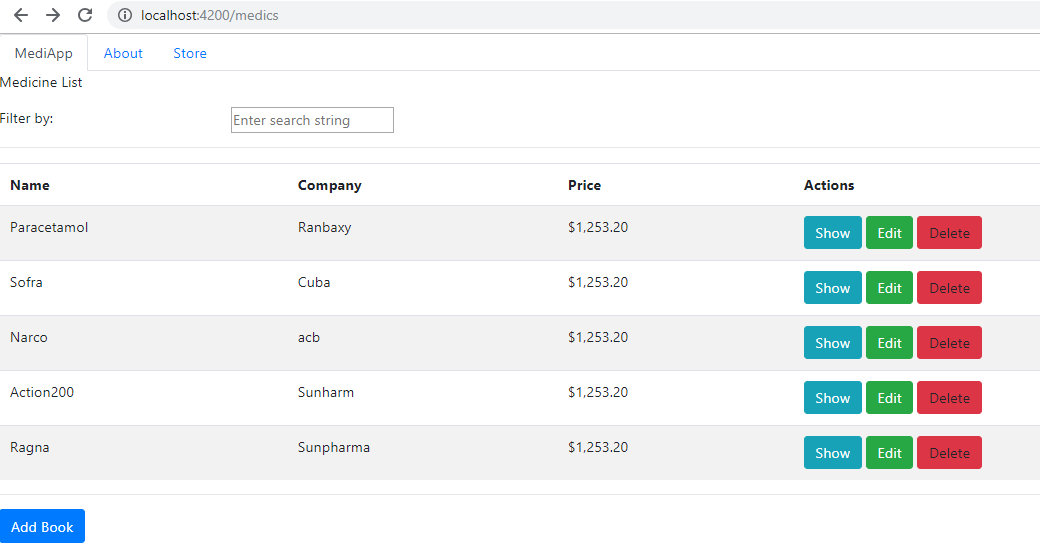 localhost:4200/medics
MediApp About Store
Medicine List
Filter by: Enter search string
Name Company Price Actions
Paracetamol Ranbaxy $1,253.20 Show Edit Delete
Sofra Cuba $1,253.20 Show Edit Delete
Narco acb $1,253.20 Show Edit Delete
Action200 Sunharm $1,253.20 Show Edit Delete
Ragna Sunpharma $1,253.20 Show Edit Delete
Add Book